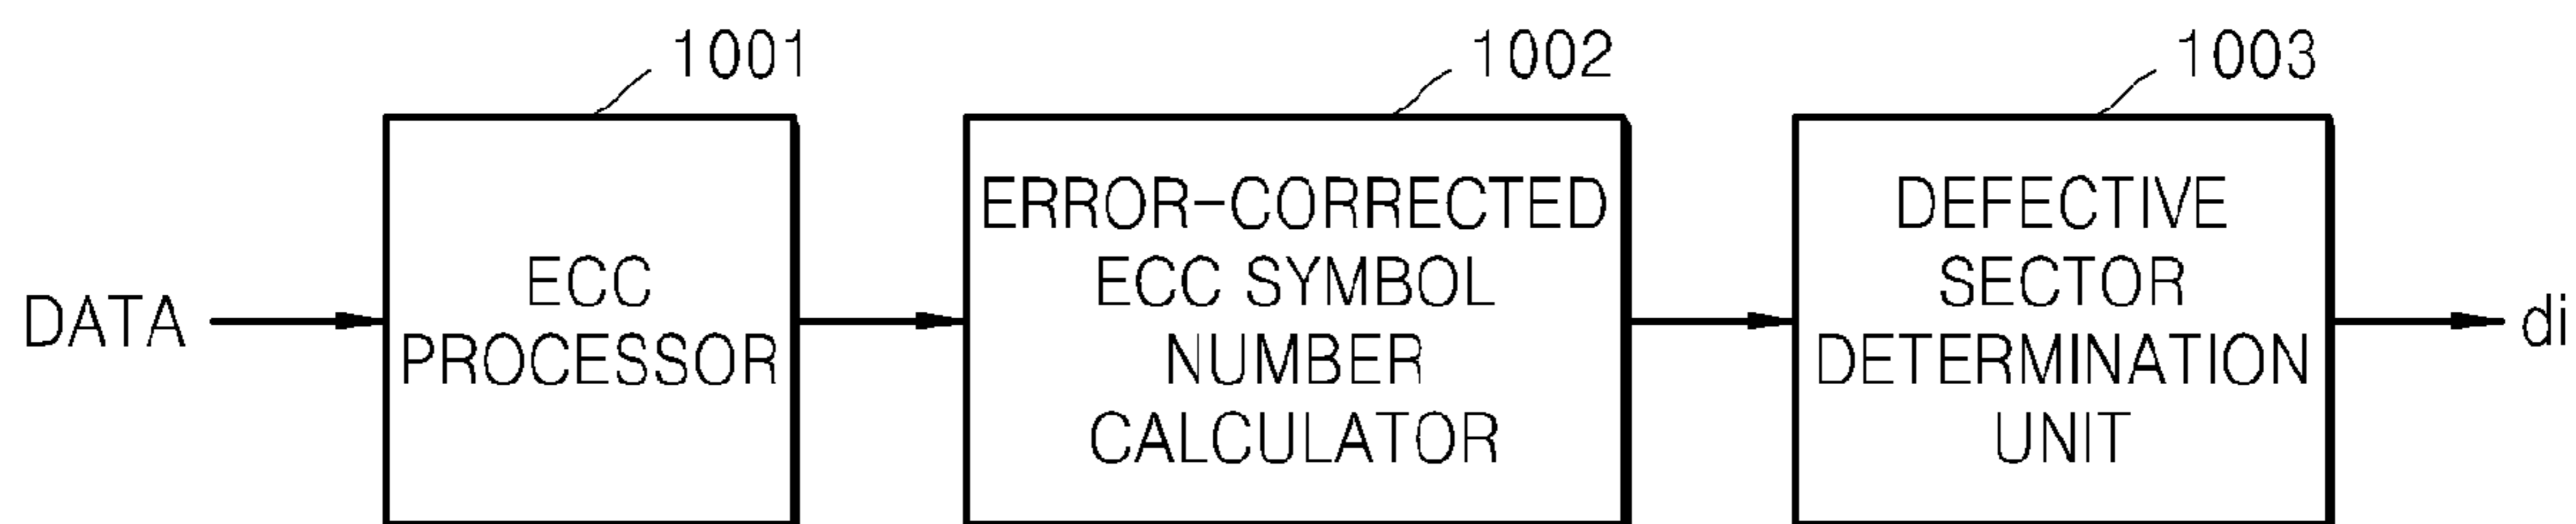 1001
1002
1003
DATA
ECC
PROCESSOR
ERROR-CORRECTED
ECC SYMBOL
NUMBER
CALCULATOR
DEFECTIVE
SECTOR
DETERMINATION
UNIT
di